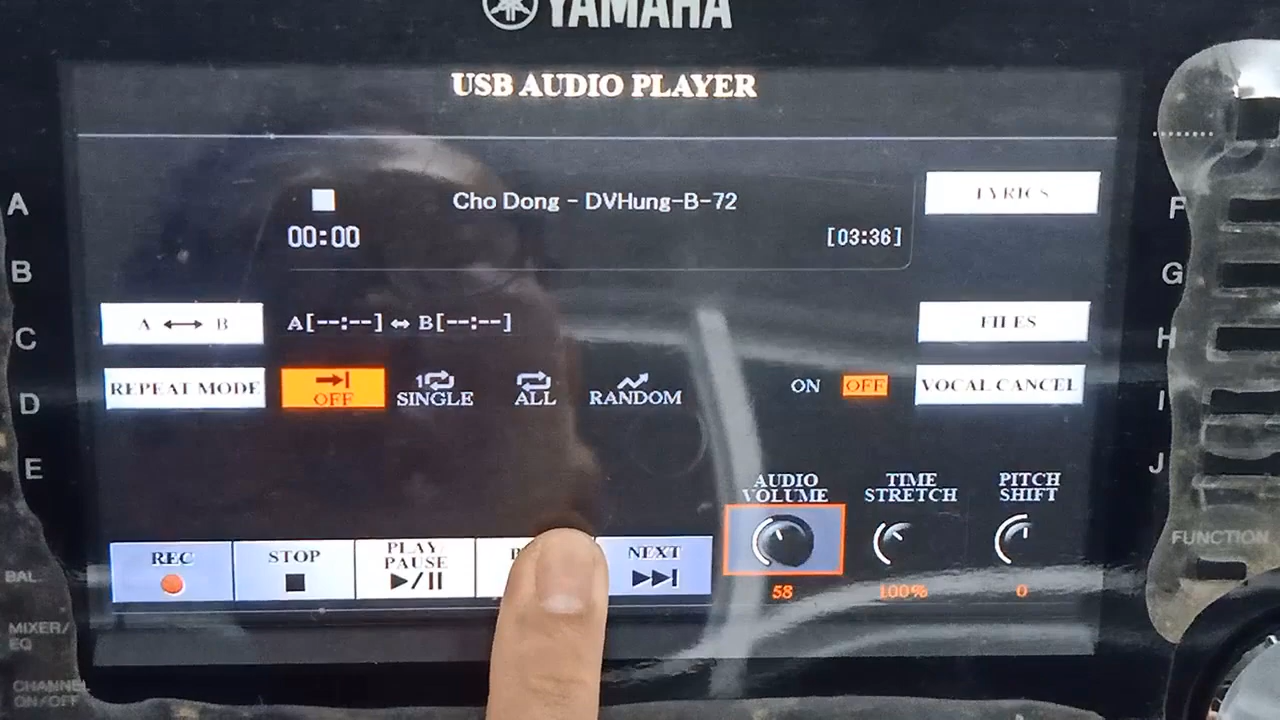 YAMAHA
USB AUDIO PLAYER
Cho Dong - DVHung-B-72
LYRICS
00:00
[03:36]
A
B
C
D
E
F
G
H
I
J
A ↔ B
A[--:--] ⇔ B[--:--]
FILES
REPEAT MODE
OFF
SINGLE
ALL
RANDOM
ON
OFF
VOCAL CANCEL
AUDIO
VOLUME
TIME
STRETCH
PITCH
SHIFT
REC
STOP
PLAY/
PAUSE
NEXT
58
100%
0
FUNCTION
BAL
MIXER/
EQ
CHANNEL
ON/OFF